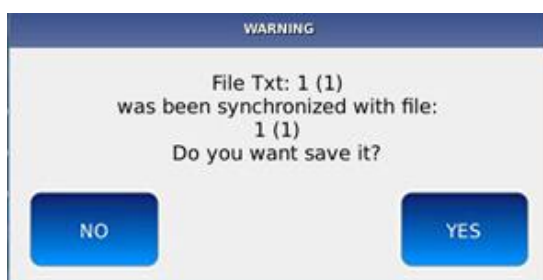 WARNING
File Txt: 1 (1)
was been synchronized with file:
1 (1)
Do you want save it?
NO
YES